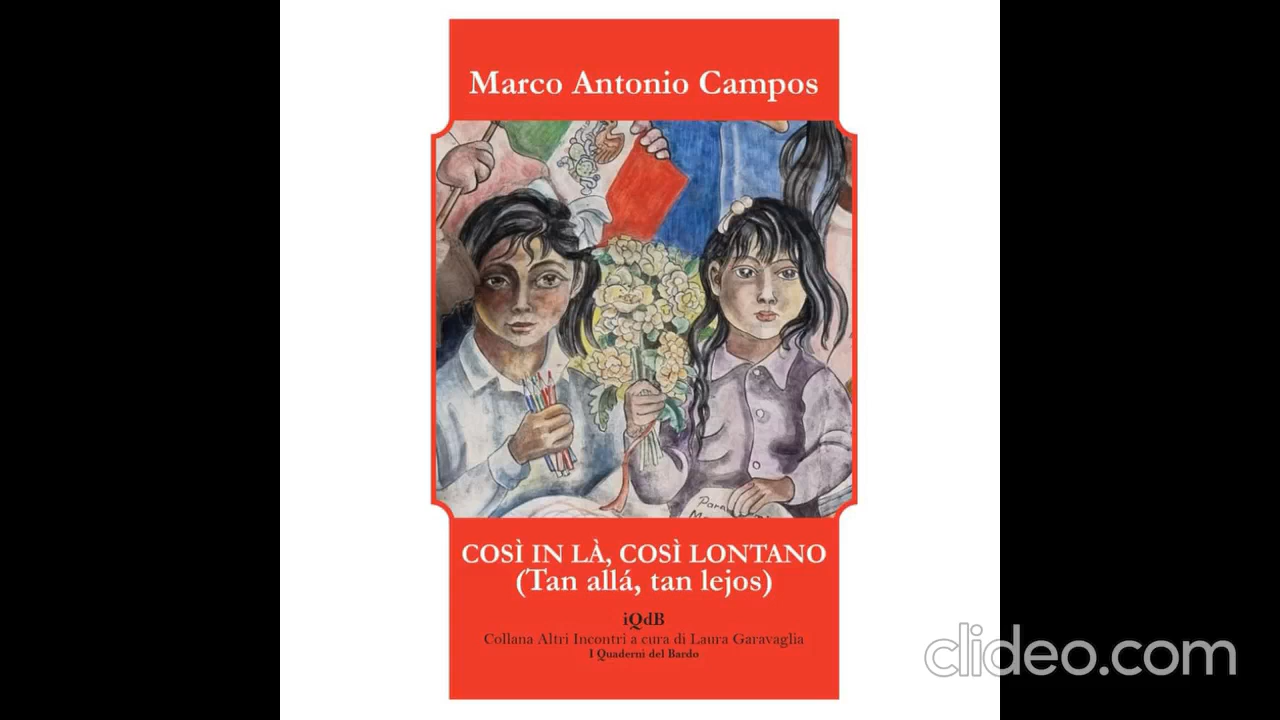 Marco Antonio Campos
Para
COSÌ IN LÀ, COSÌ LONTANO
(Tan allá, tan lejos)
iQdB
Collana Altri Incontri a cura di Laura Garavaglia
I Quaderni del Bardo
clideo.com